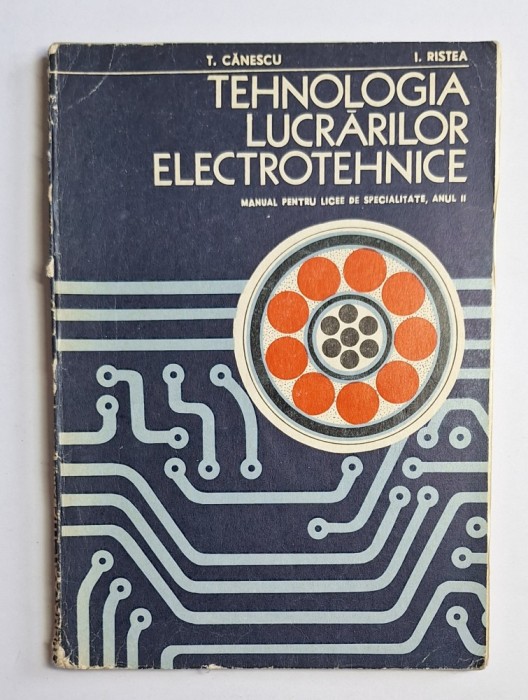 T. CĂNESCU I. RISTEA
TEHNOLOGIA
LUCRĂRILOR
ELECTROTEHNICE
MANUAL PENTRU LICEE DE SPECIALITATE, ANUL II